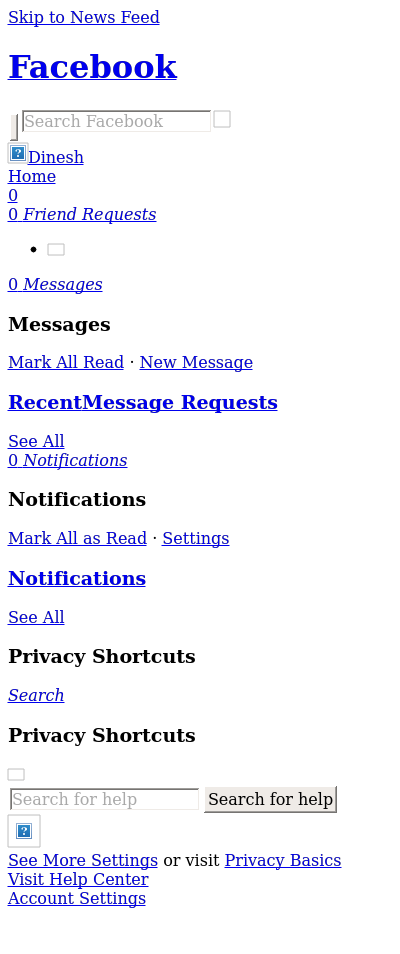 Skip to News Feed
Facebook
Search Facebook
Dinesh
Home
0
0 Friend Requests
0 Messages
Messages
Mark All Read · New Message
RecentMessage Requests
See All
0 Notifications
Notifications
Mark All as Read · Settings
Notifications
See All
Privacy Shortcuts
Search
Privacy Shortcuts
Search for help Search for help
See More Settings or visit Privacy Basics
Visit Help Center
Account Settings